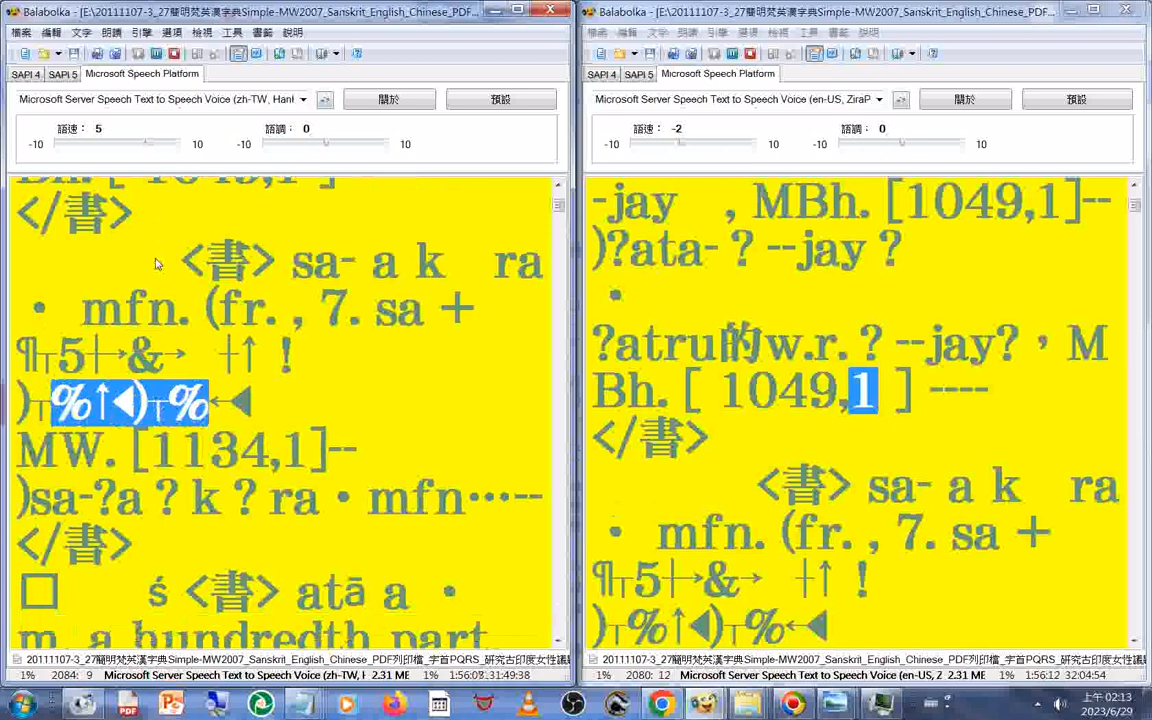 Balabolka - [E:\20111107-3_27簡明梵英漢字典Simple-MW2007_Sanskrit_English_Chinese_PDF...
檔案 編輯 文字 朗讀 引擎 選項 檢視 工具 書籤 說明
SAPI 4 SAPI 5 Microsoft Speech Platform
Microsoft Server Speech Text to Speech Voice (zh-TW, Hanl
關於 預設
語速： 5 語調： 0
-10 10 -10 10
Bh. [ 1049,1 ]
</書>
<書> sa- a k ra
• mfn. (fr. , 7. sa +
¶┬5┼→&→ ┼↑ !
)┬%↑◀)┬%←◀
MW. [1134,1]--
)sa-?a ? k ? ra • mfn…--
</書>
□ ś <書> atā a •
m. a hundredth part
20111107-3_27簡明梵英漢字典Simple-MW2007_Sanskrit_English_Chinese_PDF列印檔_字首PQRS_研究古印度女性議
1% 2084: 9 Microsoft Server Speech Text to Speech Voice (zh-TW, H 2.31 ME
Balabolka - [E:\20111107-3_27簡明梵英漢字典Simple-MW2007_Sanskrit_English_Chinese_PDF...
檔案 編輯 文字 朗讀 引擎 選項 檢視 工具 書籤 說明
SAPI 4 SAPI 5 Microsoft Speech Platform
Microsoft Server Speech Text to Speech Voice (en-US, ZiraP
關於 預設
語速： -2 語調： 0
-10 10 -10 10
-jay , MBh. [1049,1]--
)?ata- ? --jay ?
•
?atru的w.r. ? --jay?，M
Bh. [ 1049,1 ] ----
</書>
<書> sa- a k ra
• mfn. (fr. , 7. sa +
¶┬5┼→&→ ┼↑ !
)┬%↑◀)┬%←◀
20111107-3_27簡明梵英漢字典Simple-MW2007_Sanskrit_English_Chinese_PDF列印檔_字首PQRS_研究古印度女性議
1% 2080: 12 Microsoft Server Speech Text to Speech Voice (en-US, Z 2.31 ME 1:56:12 32:04:54
上午 02:13
2023/6/29